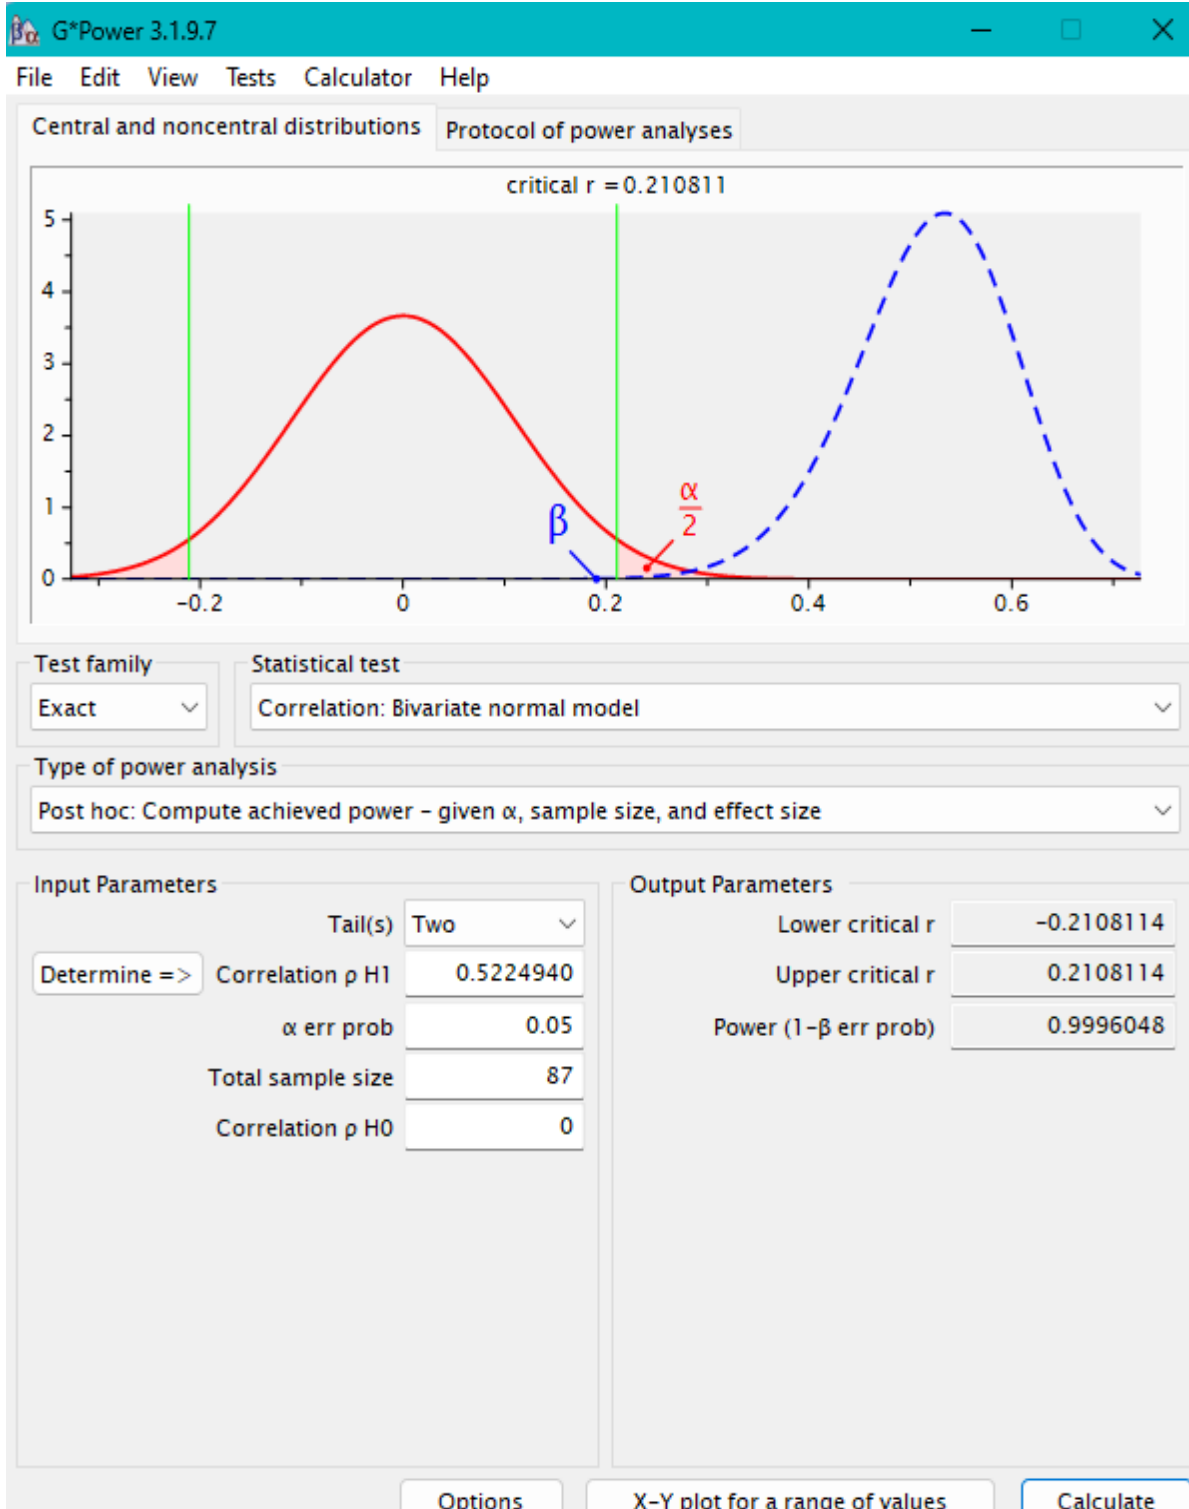 βα G*Power 3.1.9.7
File Edit View Tests Calculator Help
Central and noncentral distributions Protocol of power analyses
critical r = 0.210811
5
4
3
2
1
0
β
α
2
-0.2 0 0.2 0.4 0.6
Test family Statistical test
Exact Correlation: Bivariate normal model
Type of power analysis
Post hoc: Compute achieved power - given α, sample size, and effect size
Input Parameters Output Parameters
Tail(s) Two Lower critical r -0.2108114
Determine => Correlation ρ H1 0.5224940 Upper critical r 0.2108114
α err prob 0.05 Power (1-β err prob) 0.9996048
Total sample size 87
Correlation ρ H0 0
Options X-Y plot for a range of values Calculate